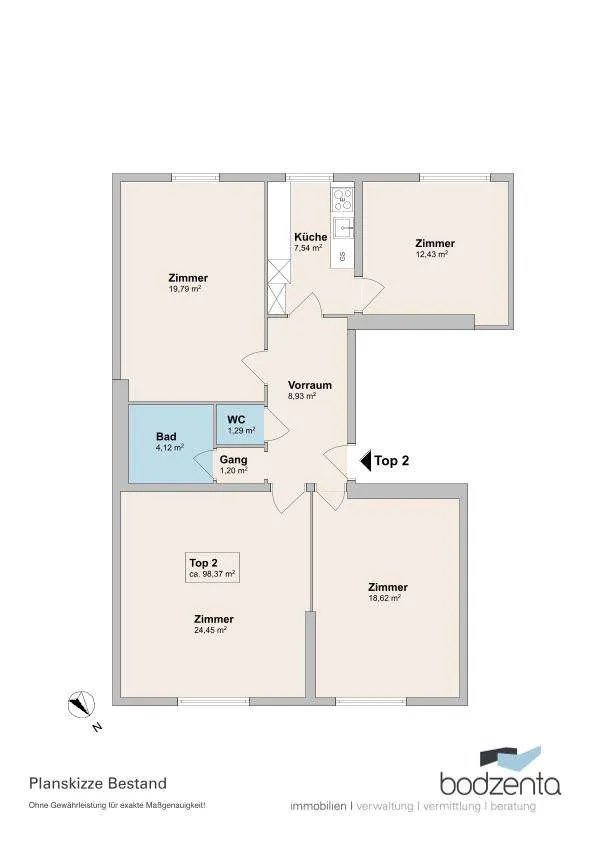 Küche
7,54 m²
E
GS
Zimmer
12,43 m²
Zimmer
19,79 m²
Vorraum
8,93 m²
WC
1,29 m²
Bad
4,12 m²
Gang
1,20 m²
Top 2
Top 2
ca. 98,37 m²
Zimmer
24,45 m²
Zimmer
18,62 m²
N
Planskizze Bestand
Ohne Gewährleistung für exakte Maßgenauigkeit!
bodzenta
immobilien I verwaltung I vermittlung I beratung